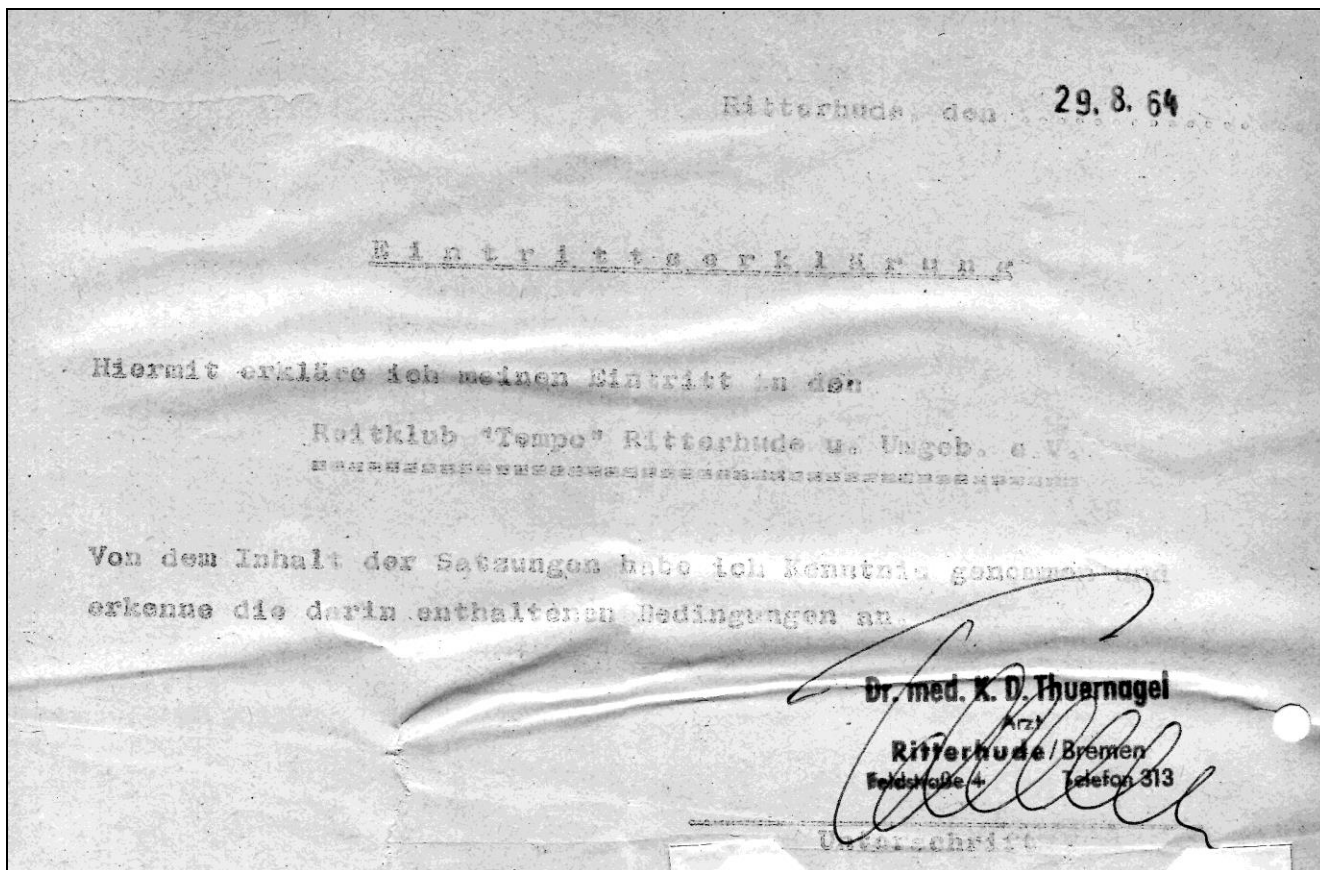 Ritterhude, den 29. 8. 64
Eintrittserklärung
Hiermit erkläre ich meinen Eintritt in den
Reitklub "Tempo" Ritterhude u. Umgeb. e.V.
Von dem Inhalt der Satzungen habe ich Kenntnis genommen und
erkenne die darin enthaltenen Bedingungen an.
Dr. med. K. D. Thuernagel
Arzt
Ritterhude/Bremen
Feldstraße 4 Telefon 313
Unterschrift